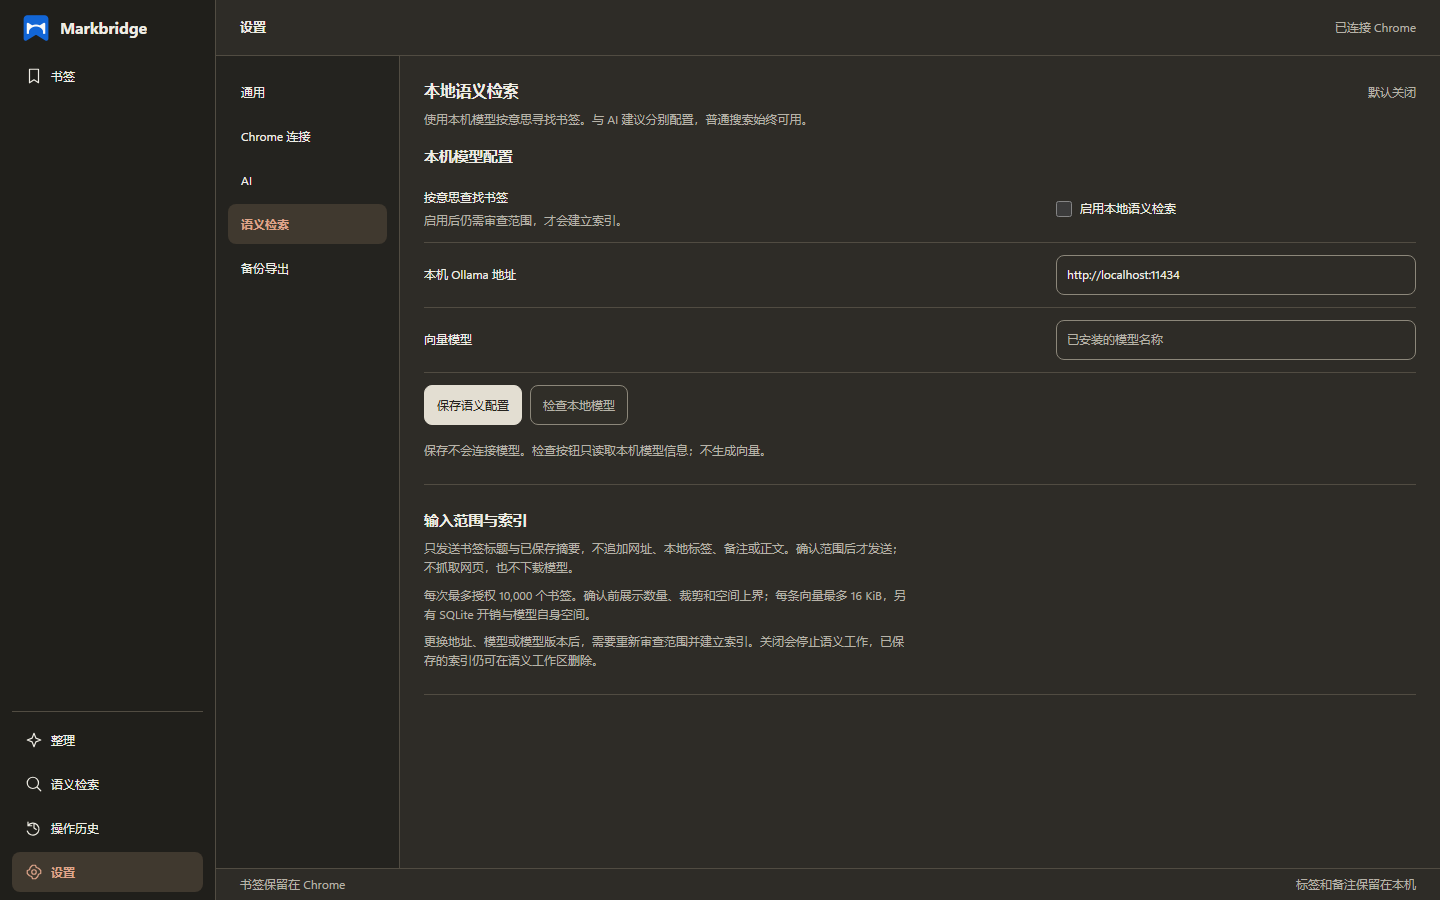 Markbridge
书签
整理
语义检索
操作历史
设置
设置
已连接 Chrome
通用
Chrome 连接
AI
语义检索
备份导出
本地语义检索
默认关闭
使用本机模型按意思寻找书签。与 AI 建议分别配置，普通搜索始终可用。
本机模型配置
按意思查找书签
启用后仍需审查范围，才会建立索引。
启用本地语义检索
本机 Ollama 地址
http://localhost:11434
向量模型
已安装的模型名称
保存语义配置
检查本地模型
保存不会连接模型。检查按钮只读取本机模型信息；不生成向量。
输入范围与索引
只发送书签标题与已保存摘要，不追加网址、本地标签、备注或正文。确认范围后才发送；
不抓取网页，也不下载模型。
每次最多授权 10,000 个书签。确认前展示数量、裁剪和空间上界；每条向量最多 16 KiB，另
有 SQLite 开销与模型自身空间。
更换地址、模型或模型版本后，需要重新审查范围并建立索引。关闭会停止语义工作，已保
存的索引仍可在语义工作区删除。
书签保留在 Chrome
标签和备注保留在本机